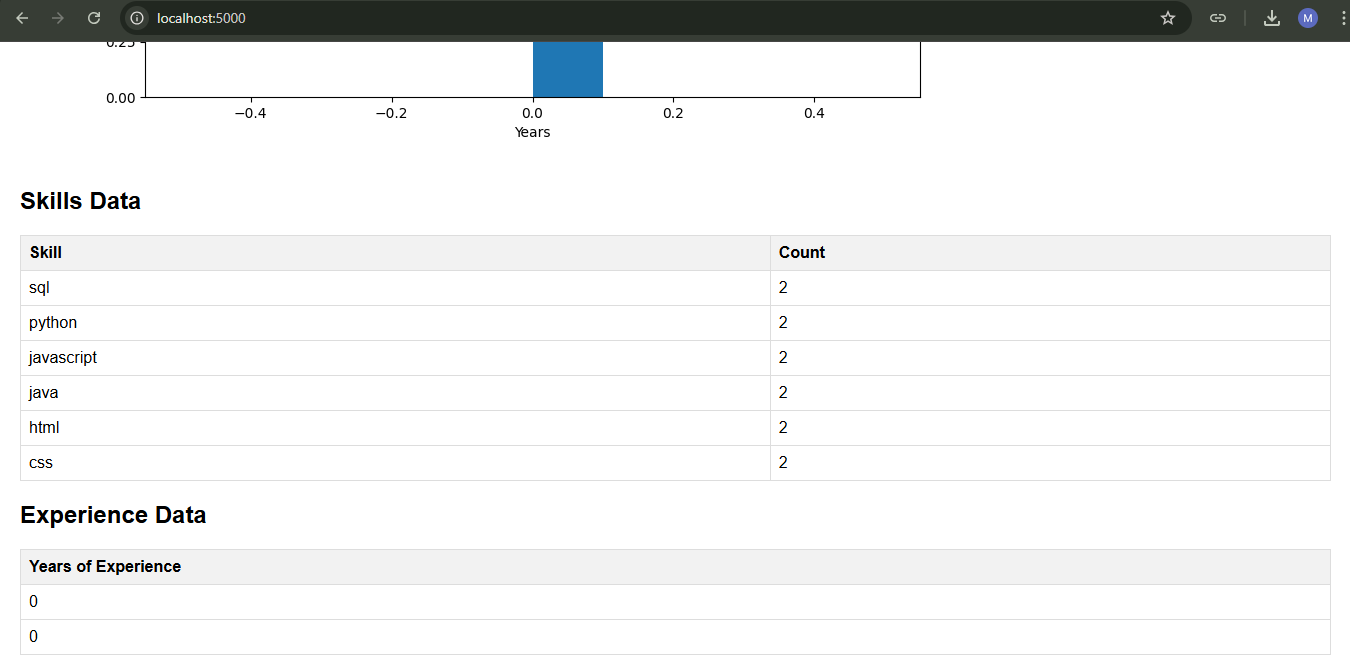 localhost:5000
M
0.25
0.00
−0.4 −0.2 0.0 0.2 0.4
Years
Skills Data
Skill Count
sql 2
python 2
javascript 2
java 2
html 2
css 2
Experience Data
Years of Experience
0
0